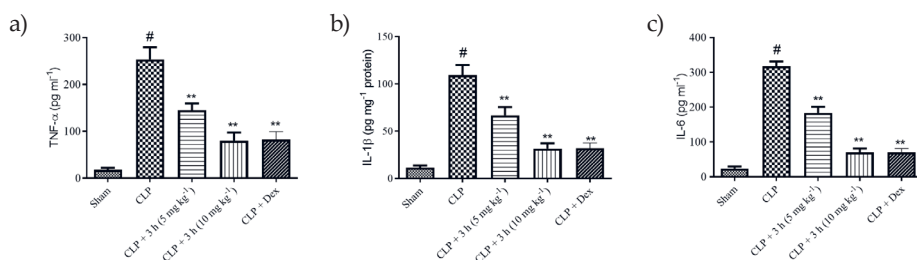 a)
TNF-α (pg ml⁻¹)
300
200
100
0
#
**
**
**
Sham
CLP
CLP + 3 h (5 mg kg⁻¹)
CLP + 3 h (10 mg kg⁻¹)
CLP + Dex
b)
IL-1β (pg mg⁻¹ protein)
150
100
50
0
#
**
**
**
Sham
CLP
CLP + 3 h (5 mg kg⁻¹)
CLP + 3 h (10 mg kg⁻¹)
CLP + Dex
c)
IL-6 (pg ml⁻¹)
400
300
200
100
0
#
**
**
**
Sham
CLP
CLP + 3 h (5 mg kg⁻¹)
CLP + 3 h (10 mg kg⁻¹)
CLP + Dex